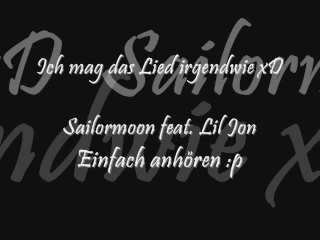 Ich mag das Lied irgendwie xD
Sailormoon feat. Lil Jon
Einfach anhören :p